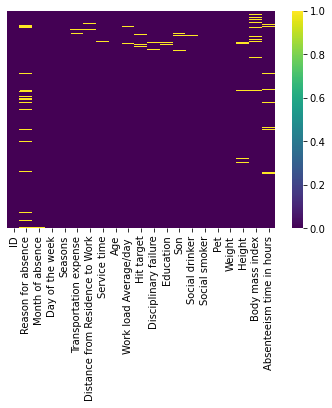 1.0
0.8
0.6
0.4
0.2
0.0
ID
Reason for absence
Month of absence
Day of the week
Seasons
Transportation expense
Distance from Residence to Work
Service time
Age
Work load Average/day
Hit target
Disciplinary failure
Education
Son
Social drinker
Social smoker
Pet
Weight
Height
Body mass index
Absenteeism time in hours